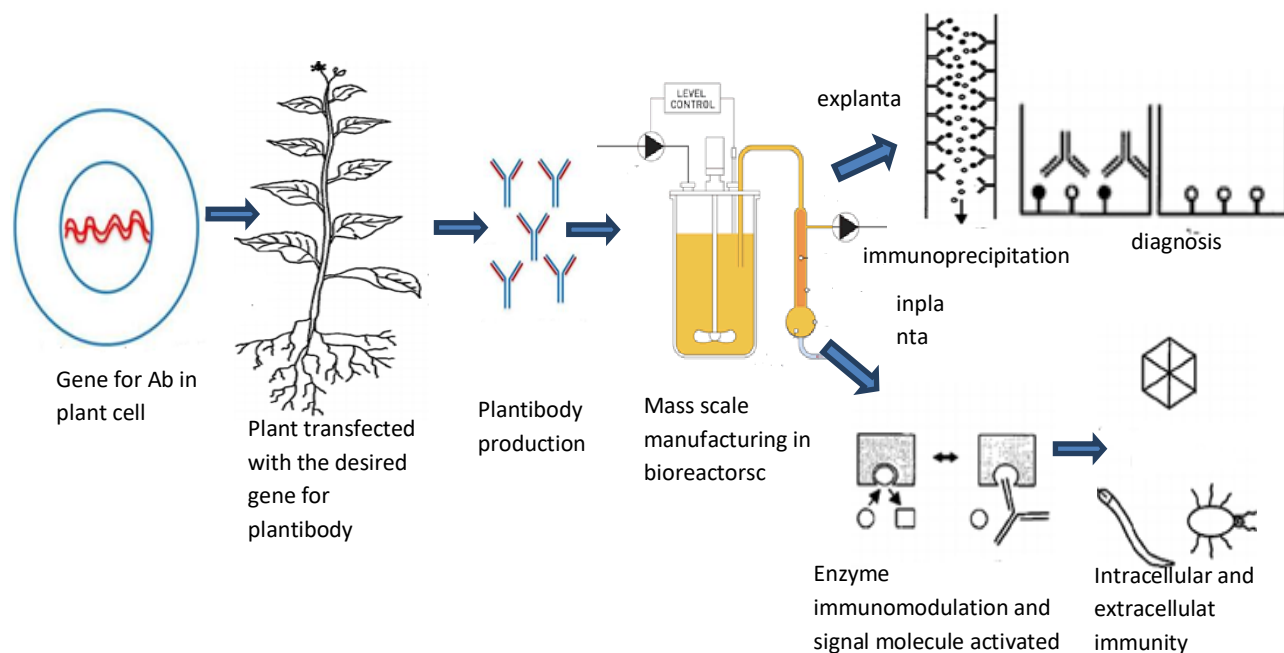 Gene for Ab in
plant cell
Plant transfected
with the desired
gene for
plantibody
Plantibody
production
LEVEL
CONTROL
Mass scale
manufacturing in
bioreactorsc
explanta
immunoprecipitation
diagnosis
inpla
nta
Enzyme
immunomodulation and
signal molecule activated
Intracellular and
extracellulat
immunity